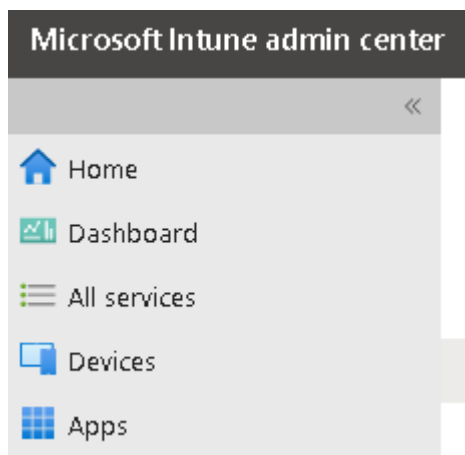 Microsoft Intune admin center
«
Home
Dashboard
All services
Devices
Apps